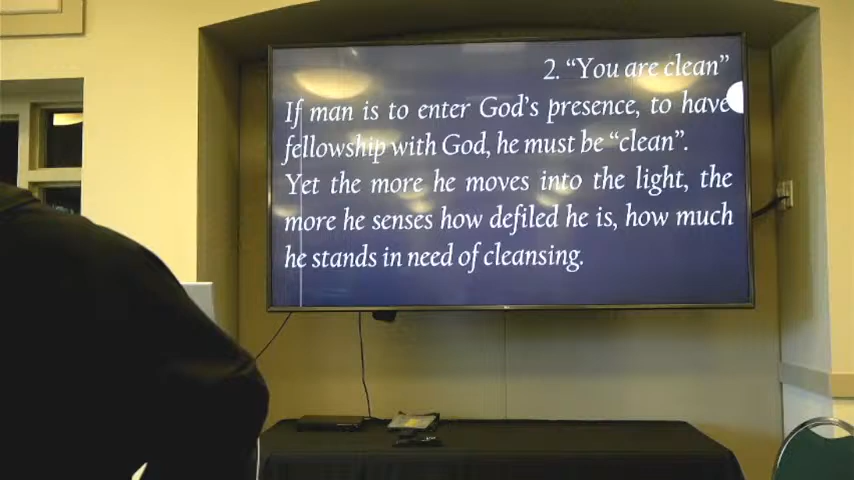 2. “You are clean”
If man is to enter God's presence, to have
fellowship with God, he must be “clean”.
Yet the more he moves into the light, the
more he senses how defiled he is, how much
he stands in need of cleansing.